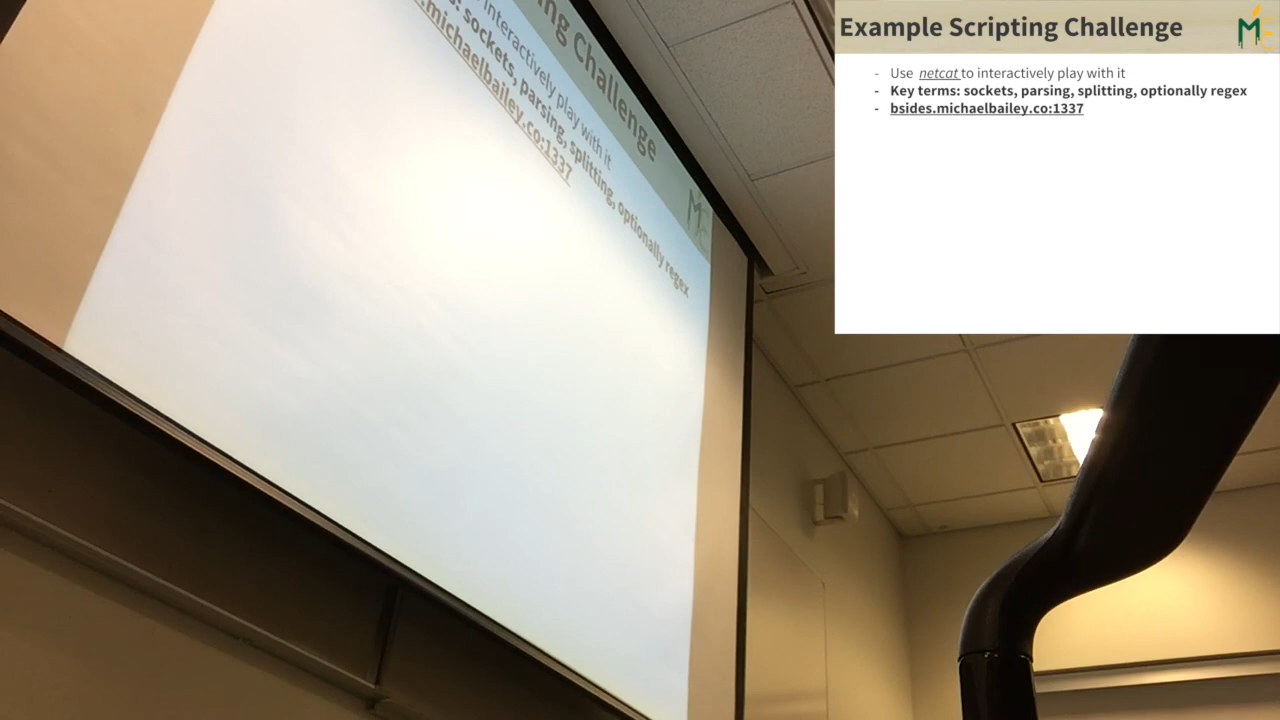 Example Scripting Challenge
- Use netcat to interactively play with it
- Key terms: sockets, parsing, splitting, optionally regex
- bsides.michaelbailey.co:1337
ing Challenge
interactively play with it
s: sockets, parsing, splitting, optionally regex
.michaelbailey.co:1337